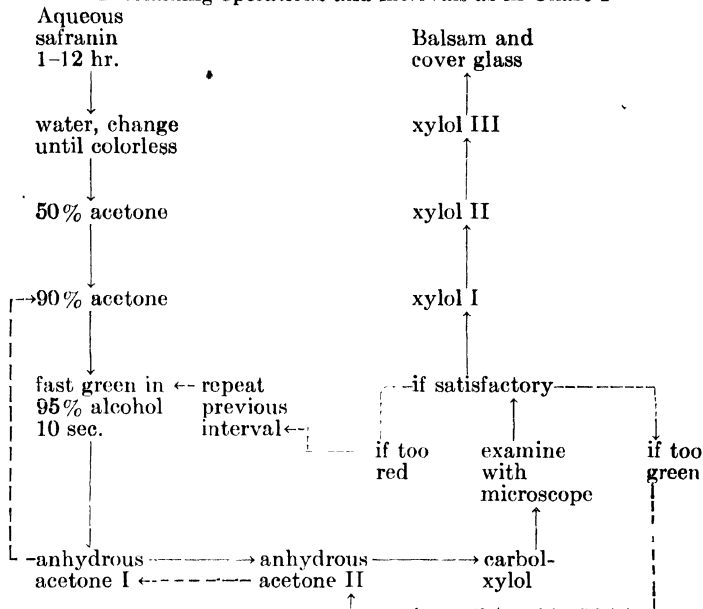 Aqueous
safranin
1–12 hr.
water, change
until colorless
50% acetone
90% acetone
fast green in
95% alcohol
10 sec.
repeat
previous
interval
anhydrous
acetone I
anhydrous
acetone II
carbol-
xylol
examine
with
microscope
if too
red
if satisfactory
if too
green
xylol I
xylol II
xylol III
Balsam and
cover glass